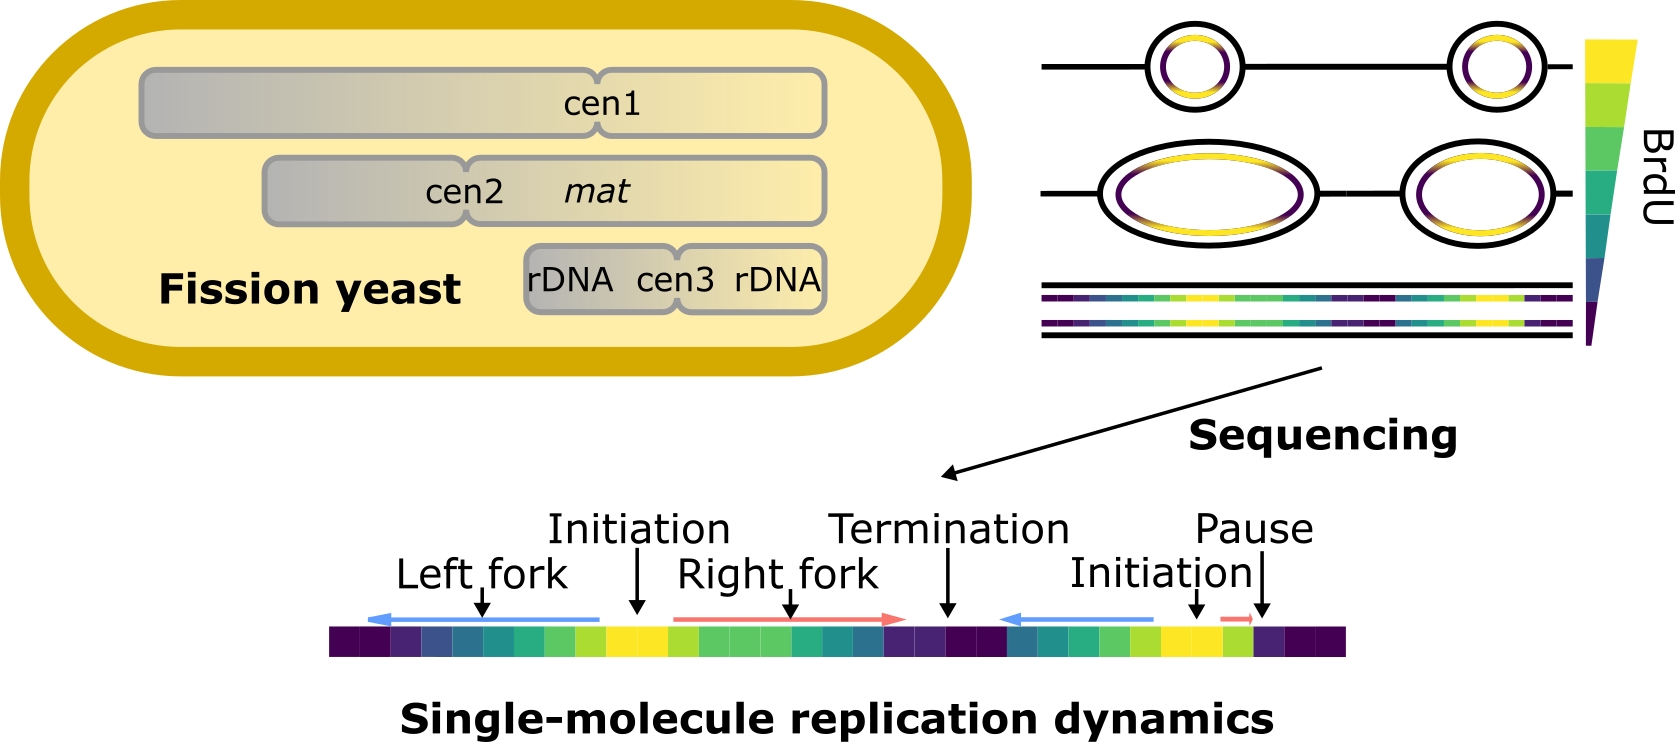 cen1
cen2 mat
rDNA cen3 rDNA
Fission yeast
BrdU
Sequencing
Initiation Termination Pause
Left fork Right fork Initiation
Single-molecule replication dynamics